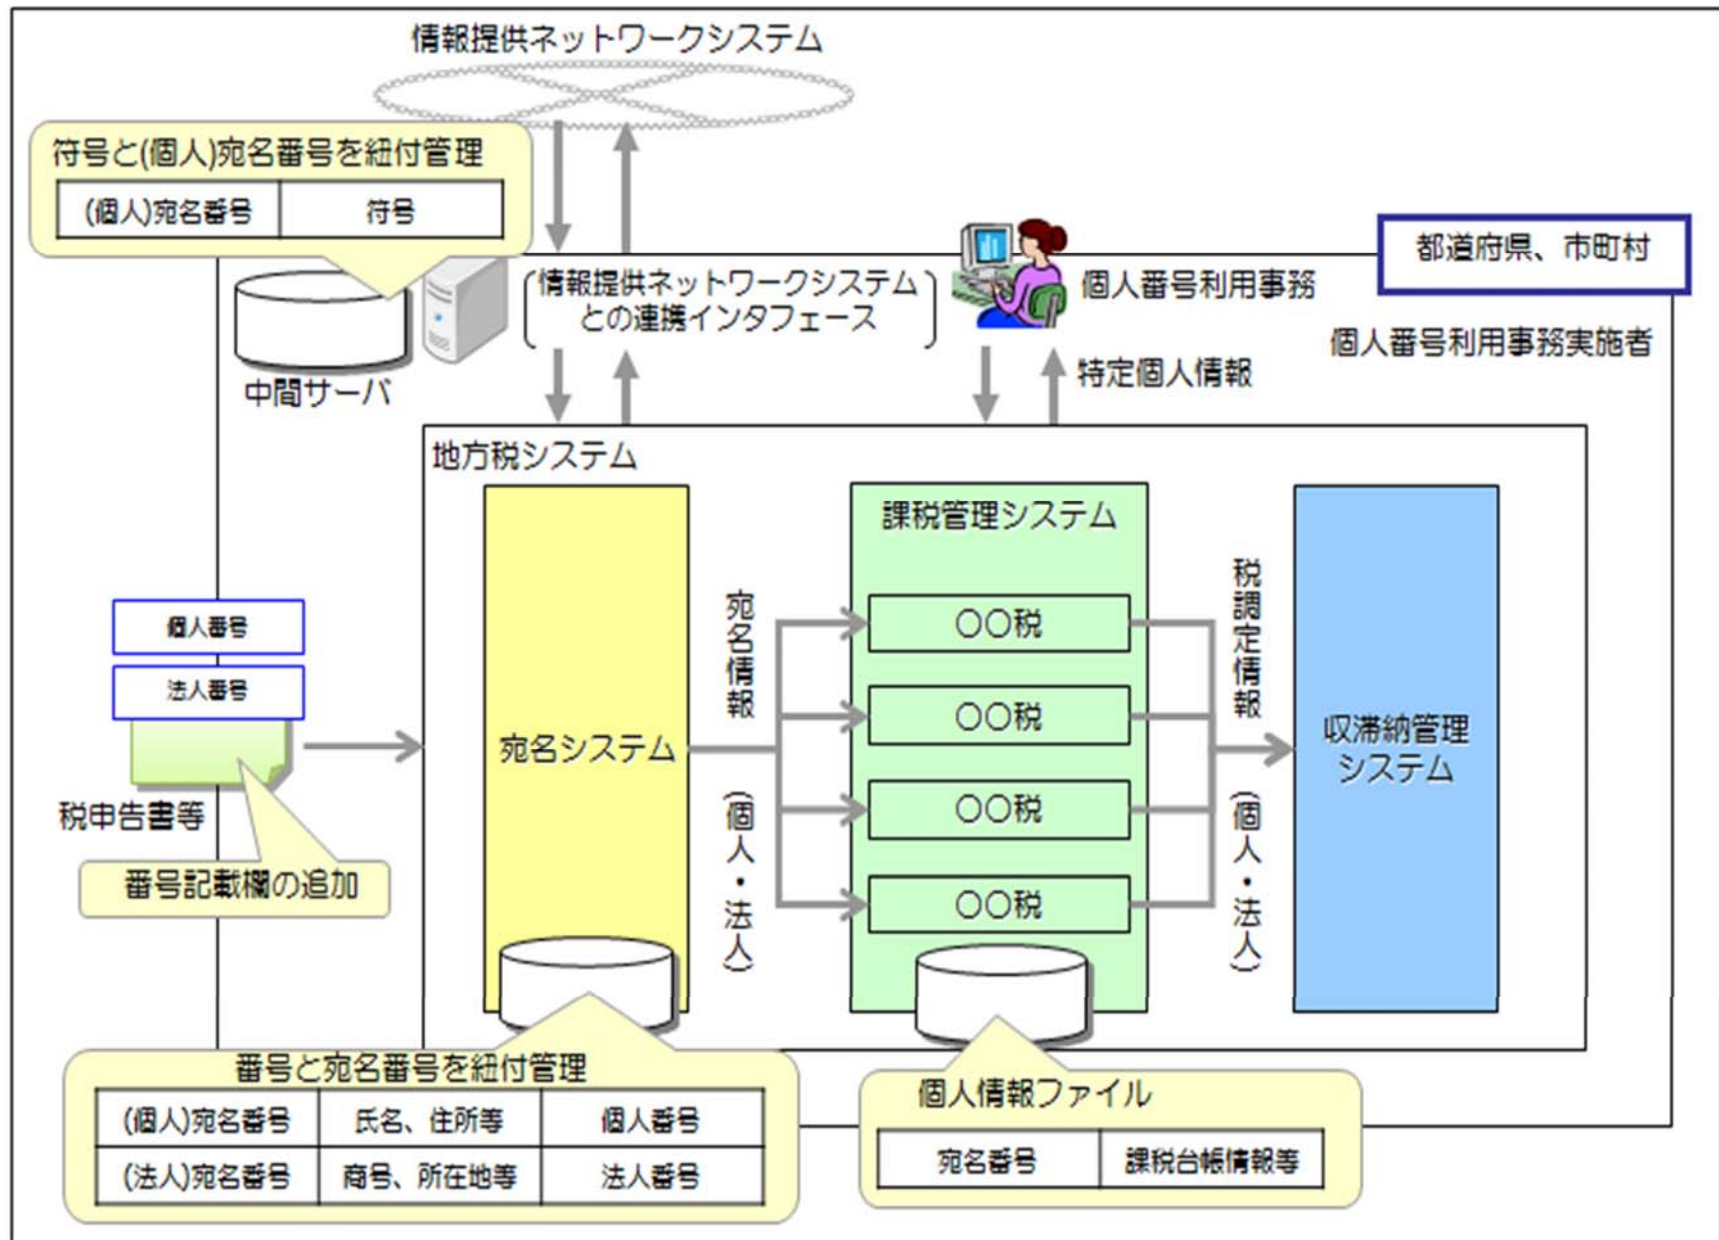 情報提供ネットワークシステム
符号と(個人)宛名番号を紐付管理
(個人)宛名番号 符号
都道府県、市町村
情報提供ネットワークシステム
との連携インタフェース
個人番号利用事務
個人番号利用事務実施者
中間サーバ
特定個人情報
地方税システム
課税管理システム
個人番号
法人番号
税申告書等
番号記載欄の追加
宛名システム
宛名情報
(個人・法人)
〇〇税
〇〇税
〇〇税
〇〇税
税調定情報
(個人・法人)
収滞納管理
システム
番号と宛名番号を紐付管理
(個人)宛名番号 氏名、住所等 個人番号
(法人)宛名番号 商号、所在地等 法人番号
個人情報ファイル
宛名番号 課税台帳情報等